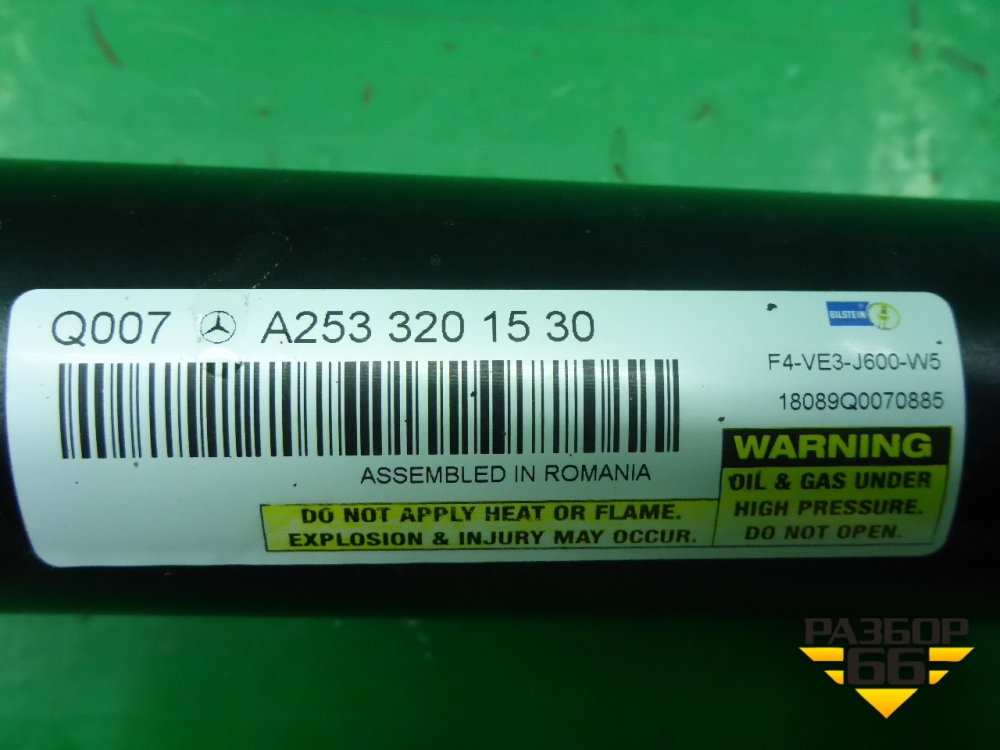 Q007 A253 320 15 30
BILSTEIN
F4-VE3-J600-W5
18089Q0070885
ASSEMBLED IN ROMANIA
WARNING
OIL & GAS UNDER
HIGH PRESSURE.
DO NOT OPEN.
DO NOT APPLY HEAT OR FLAME.
EXPLOSION & INJURY MAY OCCUR.
РАЗБОР
66